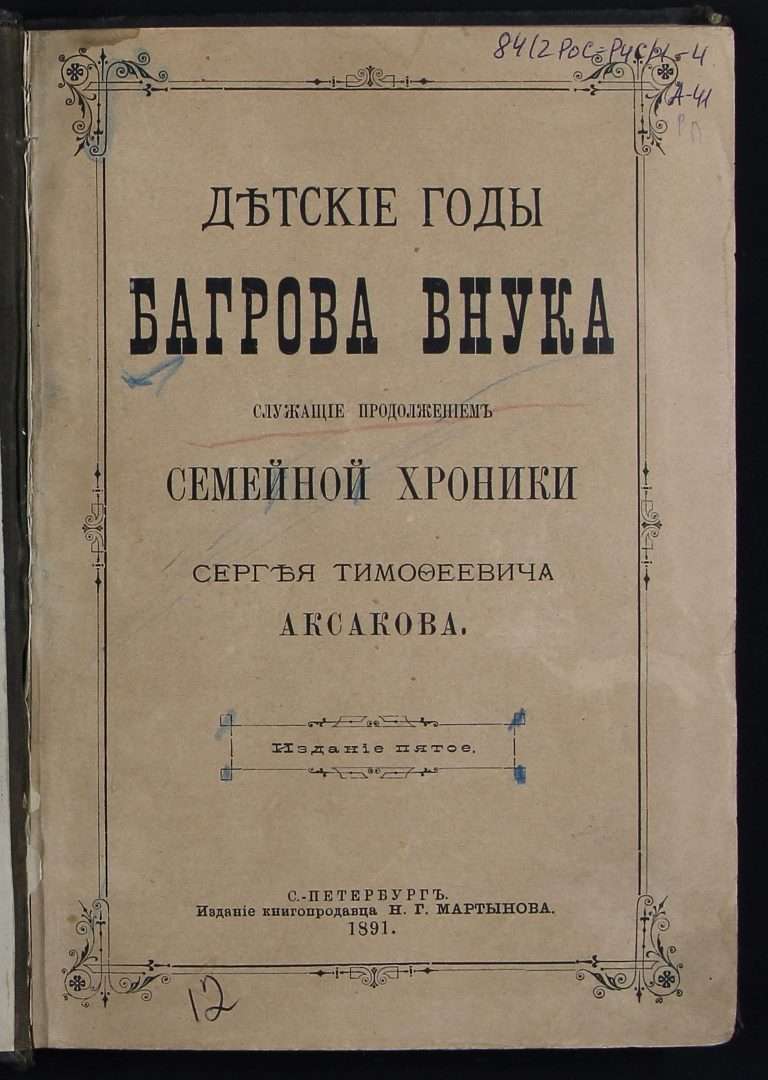 84(2Рос=Рус)1-4
А-41
ДѢТСКІЕ ГОДЫ
БАГРОВА ВНУКА
СЛУЖАЩІЕ ПРОДОЛЖЕНІЕМЪ
СЕМЕЙНОЙ ХРОНИКИ
СЕРГѢЯ ТИМОѲЕЕВИЧА
АКСАКОВА.
Изданіе пятое.
С.-ПЕТЕРБУРГЪ.
Изданіе книгопродавца Н. Г. МАРТЫНОВА.
1891.
12